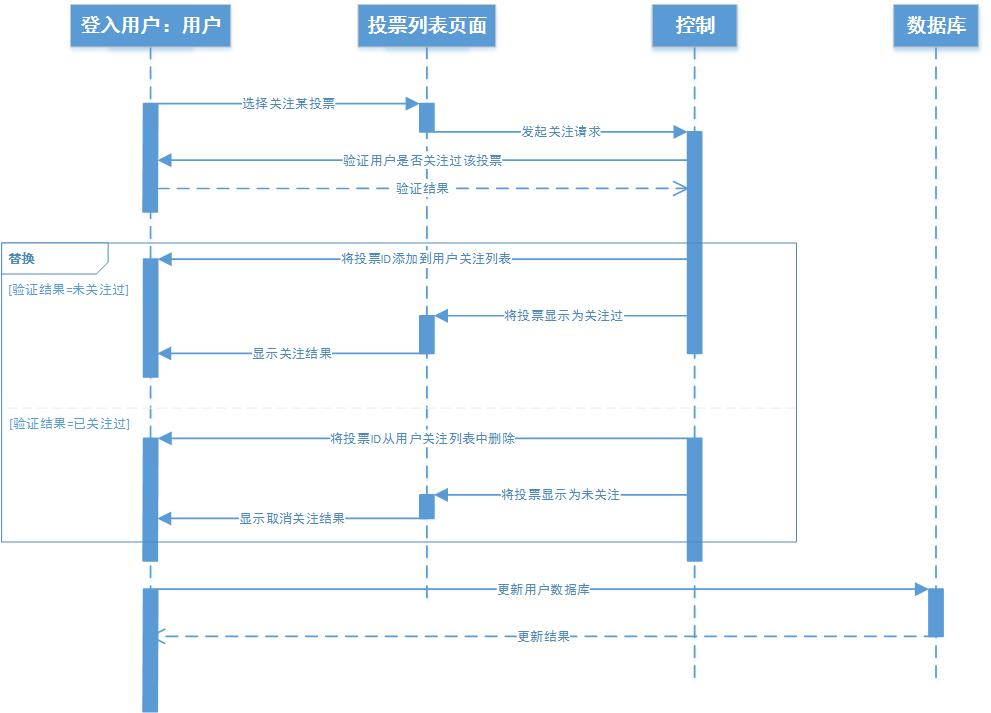 登入用户：用户
投票列表页面
控制
数据库
选择关注某投票
发起关注请求
验证用户是否关注过该投票
验证结果
替换
将投票ID添加到用户关注列表
[验证结果=未关注过]
将投票显示为关注过
显示关注结果
[验证结果=已关注过]
将投票ID从用户关注列表中删除
将投票显示为未关注
显示取消关注结果
更新用户数据库
更新结果